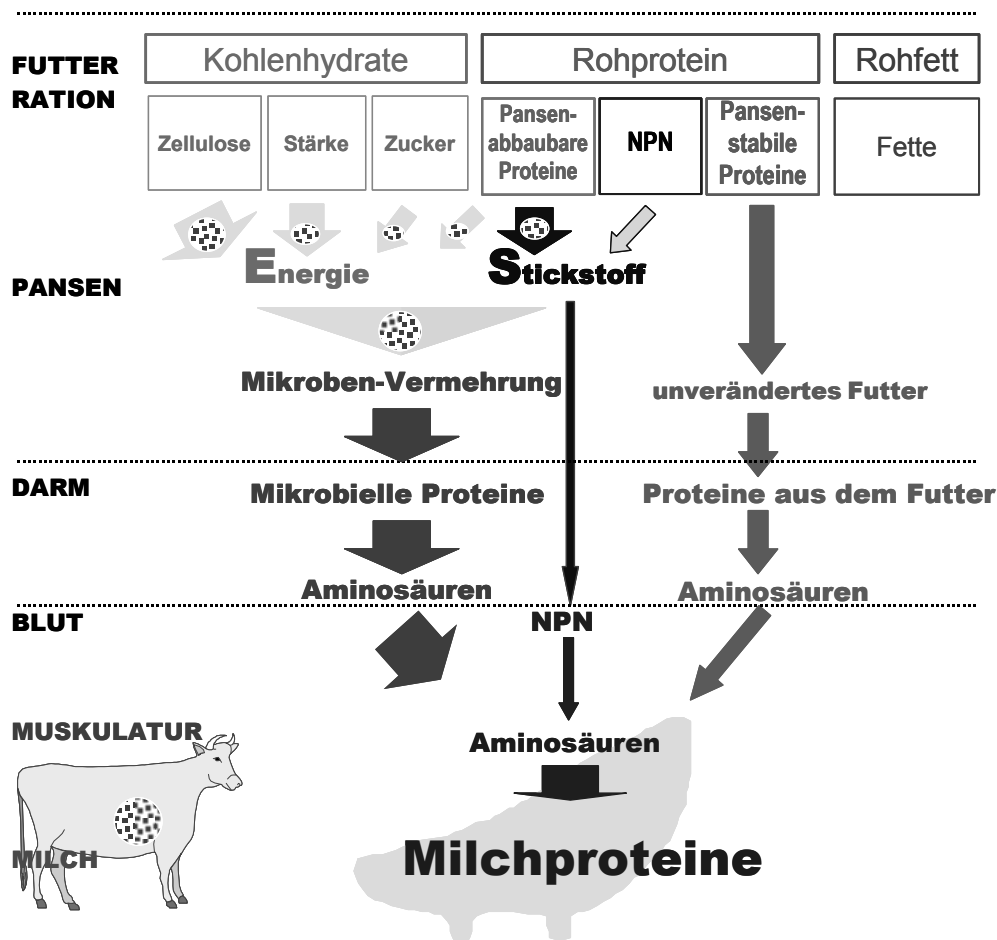 FUTTER
RATION
Kohlenhydrate
Rohprotein
Rohfett
Zellulose
Stärke
Zucker
Pansen-
abbaubare
Proteine
NPN
Pansen-
stabile
Proteine
Fette
PANSEN
Energie
Stickstoff
Mikroben-Vermehrung
unverändertes Futter
DARM
Mikrobielle Proteine
Proteine aus dem Futter
Aminosäuren
Aminosäuren
BLUT
NPN
MUSKULATUR
Aminosäuren
MILCH
Milchproteine